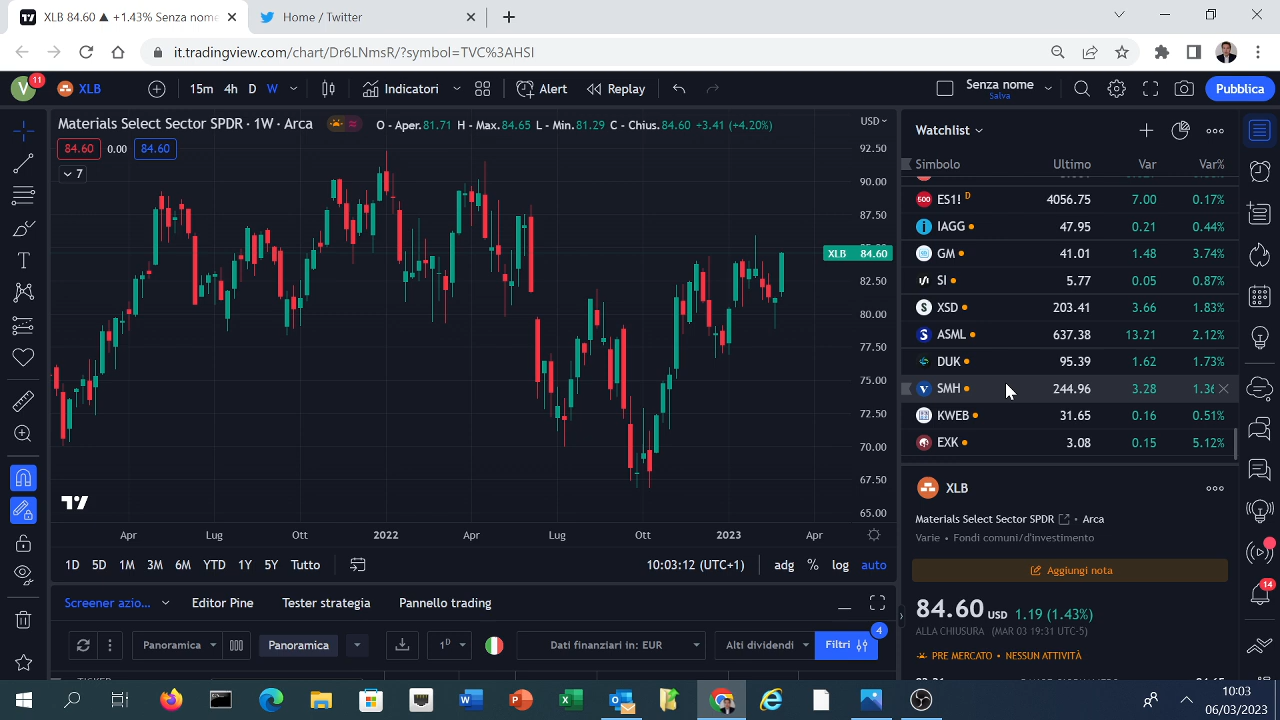 XLB 84.60 ▲ +1.43% Senza nom
Home / Twitter
it.tradingview.com/chart/Dr6LNmsR/?symbol=TVC%3AHSI
V 11 XLB 15m 4h D W Indicatori Alert Replay Senza nome Salva Pubblica
Materials Select Sector SPDR · 1W · Arca O - Aper.81.71 H - Max.84.65 L - Min.81.29 C - Chius.84.60 +3.41 (+4.20%)
84.60 0.00 84.60
7
USD
92.50
90.00
87.50
XLB 84.60
82.50
80.00
77.50
75.00
72.50
70.00
67.50
65.00
Apr Lug Ott 2022 Apr Lug Ott 2023 Apr
1D 5D 1M 3M 6M YTD 1Y 5Y Tutto 10:03:12 (UTC+1) adg % log auto
Screener azio... Editor Pine Tester strategia Pannello trading
Panoramica Panoramica 1D Dati finanziari in: EUR Alti dividendi Filtri 4
TICKER
Watchlist
Simbolo Ultimo Var Var%
500 ES1! D 4056.75 7.00 0.17%
IAGG 47.95 0.21 0.44%
GM 41.01 1.48 3.74%
SI 5.77 0.05 0.87%
XSD 203.41 3.66 1.83%
ASML 637.38 13.21 2.12%
DUK 95.39 1.62 1.73%
SMH 244.96 3.28
KWEB 31.65 0.16 0.51%
EXK 3.08 0.15 5.12%
XLB
Materials Select Sector SPDR • Arca
Varie • Fondi comuni/d'investimento
Aggiungi nota
84.60 USD 1.19 (1.43%)
ALLA CHIUSURA (MAR 03 19:31 UTC-5)
PRE MERCATO • NESSUN ATTIVITÀ
14
10:03
06/03/2023